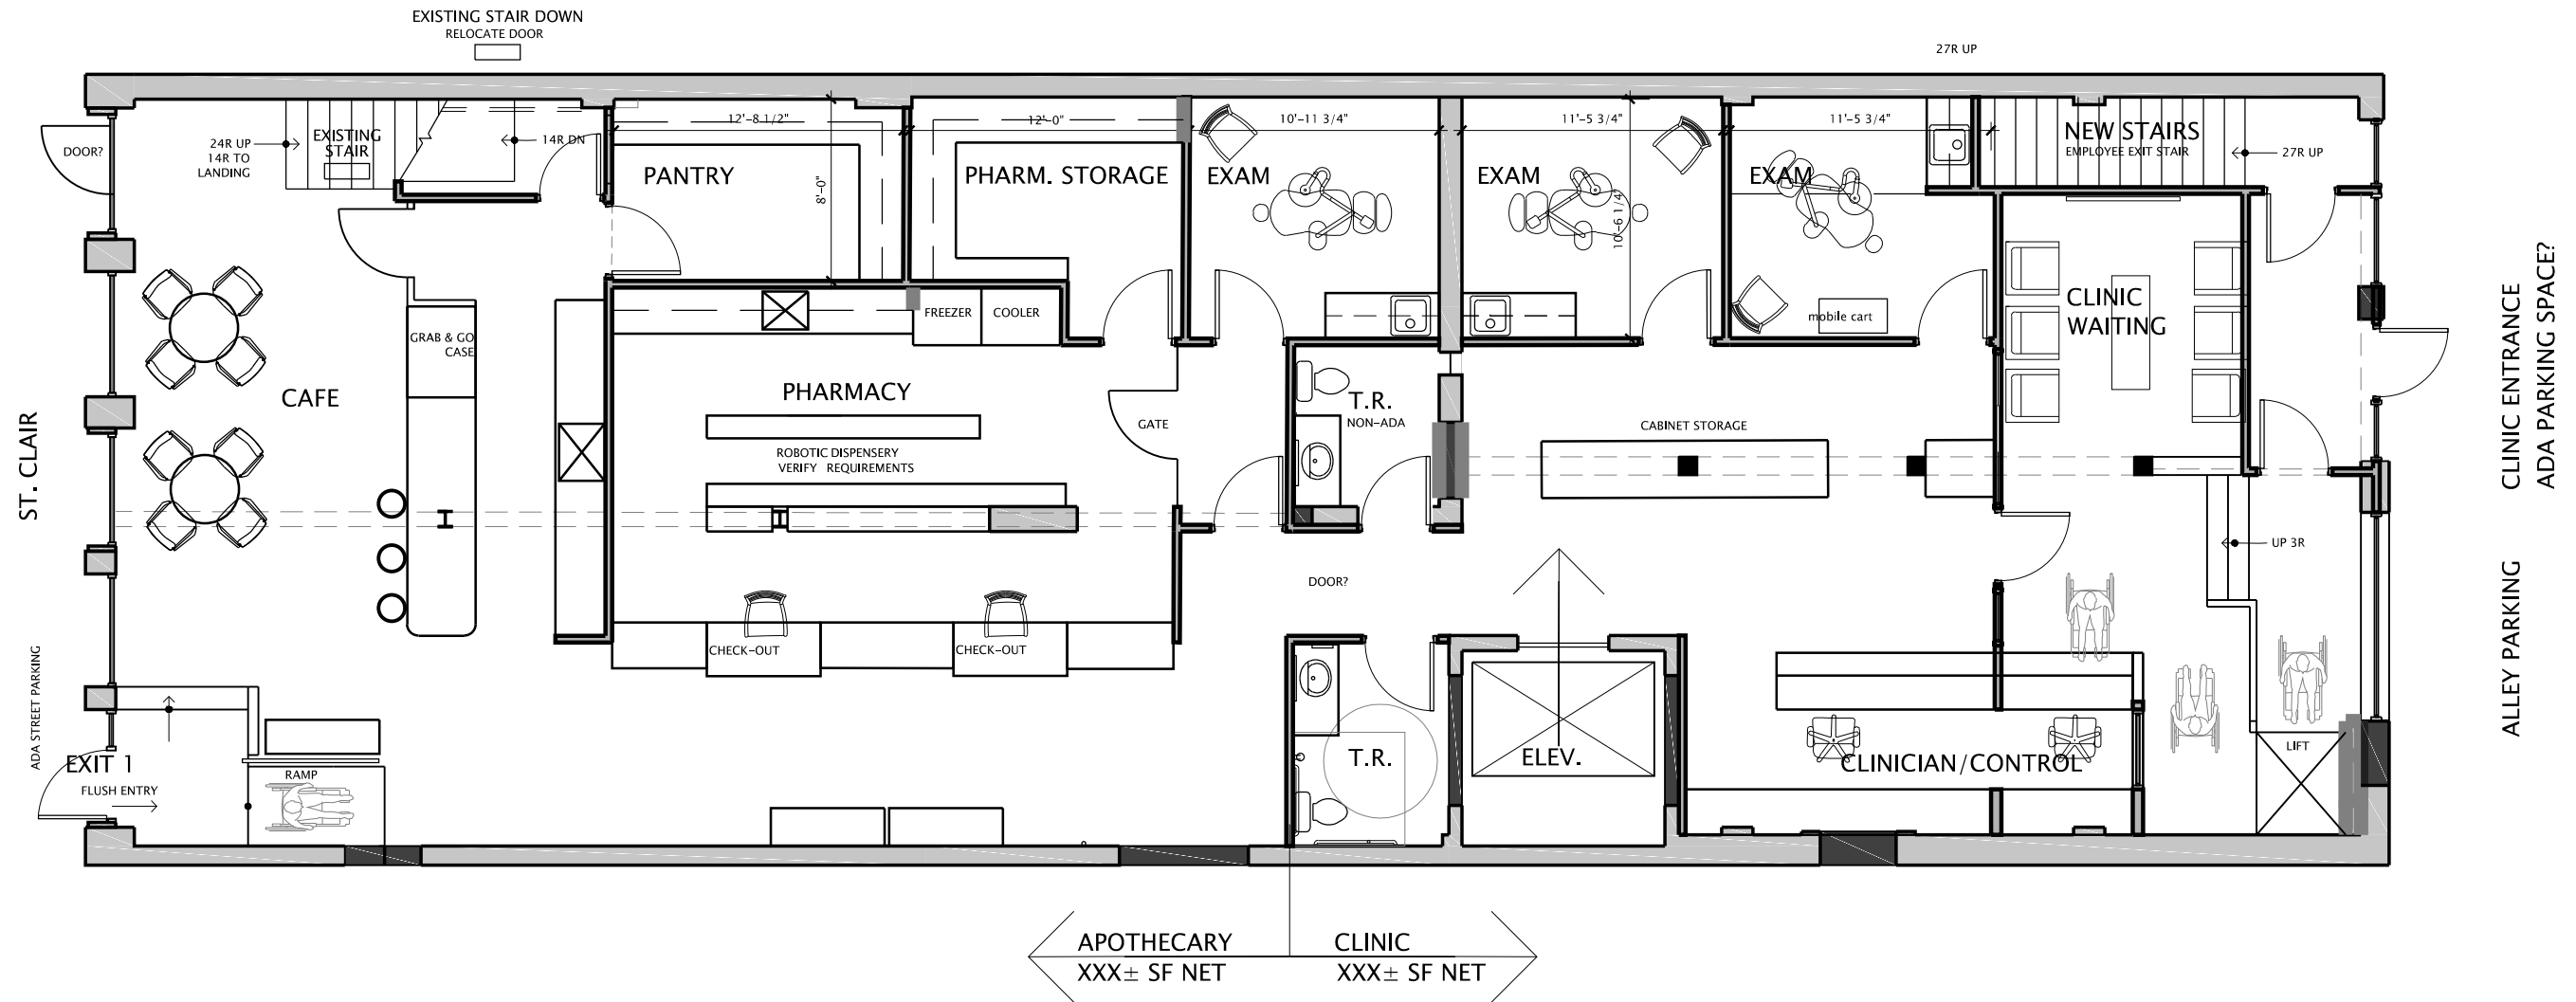 EXISTING STAIR DOWN
RELOCATE DOOR
27R UP
DOOR?
24R UP
14R TO
LANDING
EXISTING
STAIR
14R DN
12'-8 1/2"
12'-0"
10'-11 3/4"
11'-5 3/4"
11'-5 3/4"
NEW STAIRS
EMPLOYEE EXIT STAIR
27R UP
PANTRY
8'-0"
PHARM. STORAGE
EXAM
EXAM
10'-6 1/4"
EXAM
mobile cart
CLINIC
WAITING
FREEZER
COOLER
GRAB & GO
CASE
CAFE
PHARMACY
GATE
T.R.
NON-ADA
CABINET STORAGE
ROBOTIC DISPENSERY
VERIFY REQUIREMENTS
ST. CLAIR
CLINIC ENTRANCE
ADA PARKING SPACE?
UP 3R
DOOR?
CHECK-OUT
CHECK-OUT
ADA STREET PARKING
ALLEY PARKING
EXIT 1
FLUSH ENTRY
RAMP
T.R.
ELEV.
CLINICIAN/CONTROL
LIFT
APOTHECARY
XXX± SF NET
CLINIC
XXX± SF NET